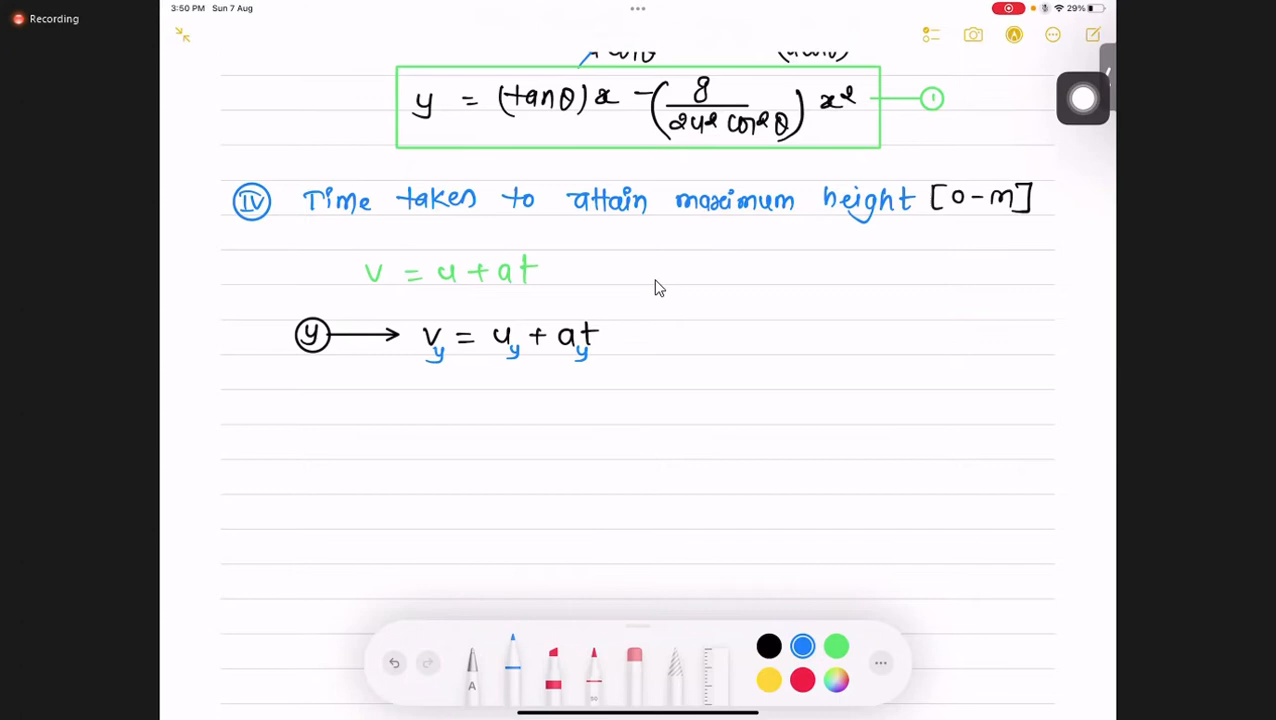 Recording
3:50 PM Sun 7 Aug
29%
y = (tanθ)x - (g / 2u² cos²θ) x² — ①
IV Time taken to attain maximum height [O-m]
v = u + at
y → v_y = u_y + a_y t
A
50